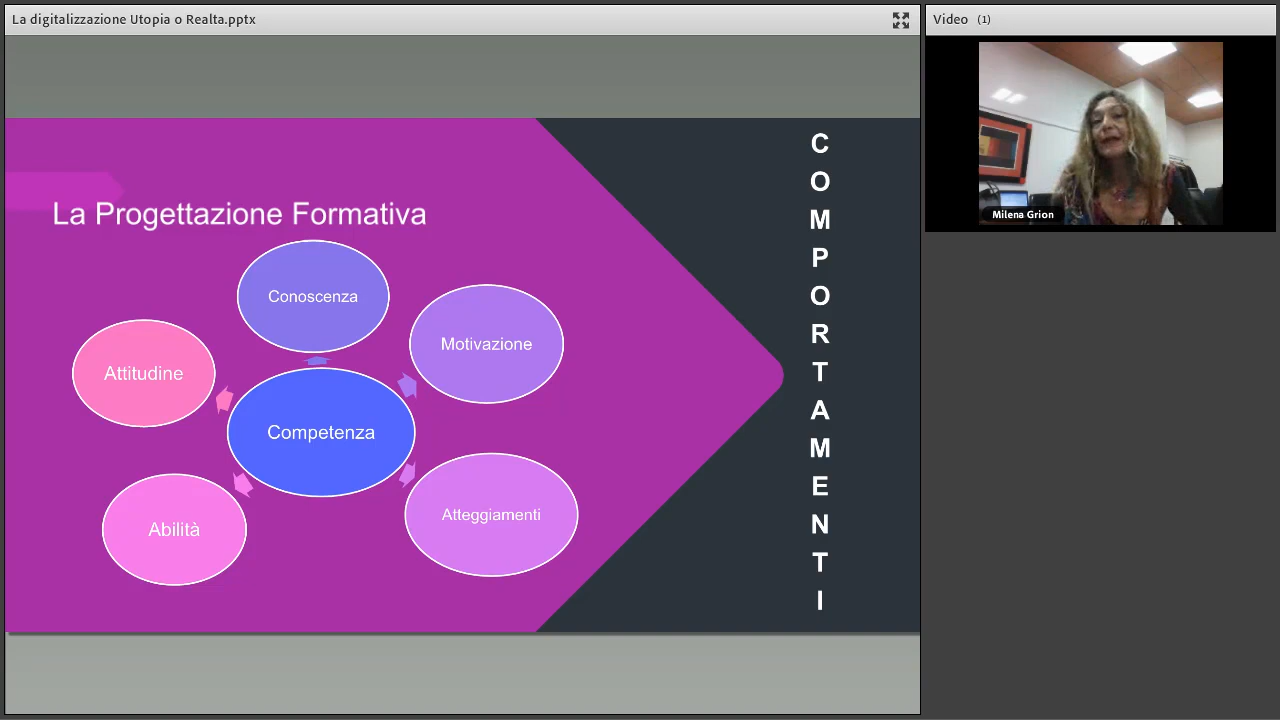 La digitalizzazione Utopia o Realta.pptx
Video (1)
Milena Grion
La Progettazione Formativa
Conoscenza
Motivazione
Attitudine
Competenza
Atteggiamenti
Abilità
C
O
M
P
O
R
T
A
M
E
N
T
I